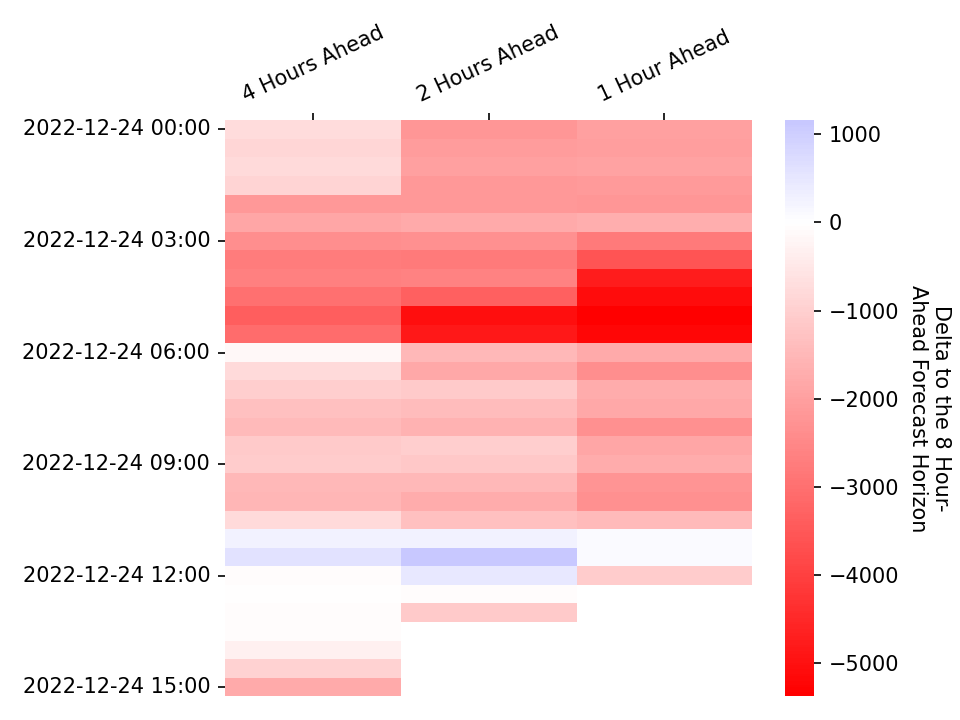 4 Hours Ahead
2 Hours Ahead
1 Hour Ahead
2022-12-24 00:00
2022-12-24 03:00
2022-12-24 06:00
2022-12-24 09:00
2022-12-24 12:00
2022-12-24 15:00
1000
0
−1000
−2000
−3000
−4000
−5000
Delta to the 8 Hour-
Ahead Forecast Horizon